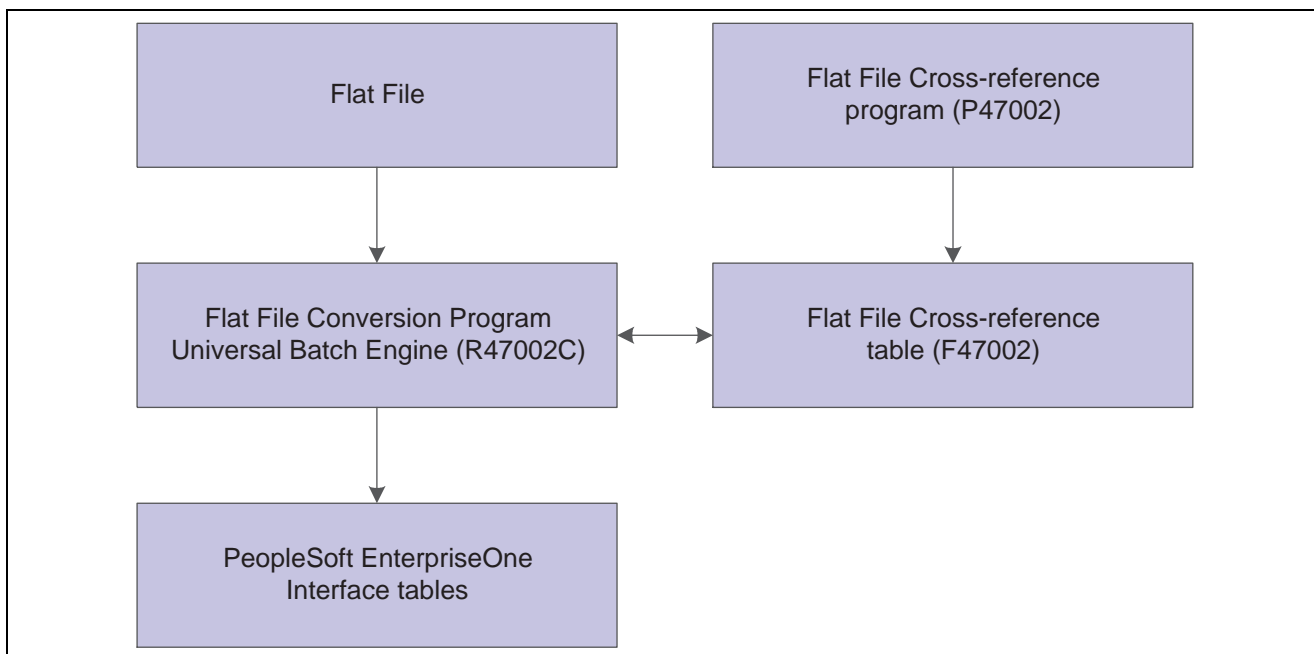 Flat File
Flat File Cross-reference
program (P47002)
Flat File Conversion Program
Universal Batch Engine (R47002C)
Flat File Cross-reference
table (F47002)
PeopleSoft EnterpriseOne
Interface tables